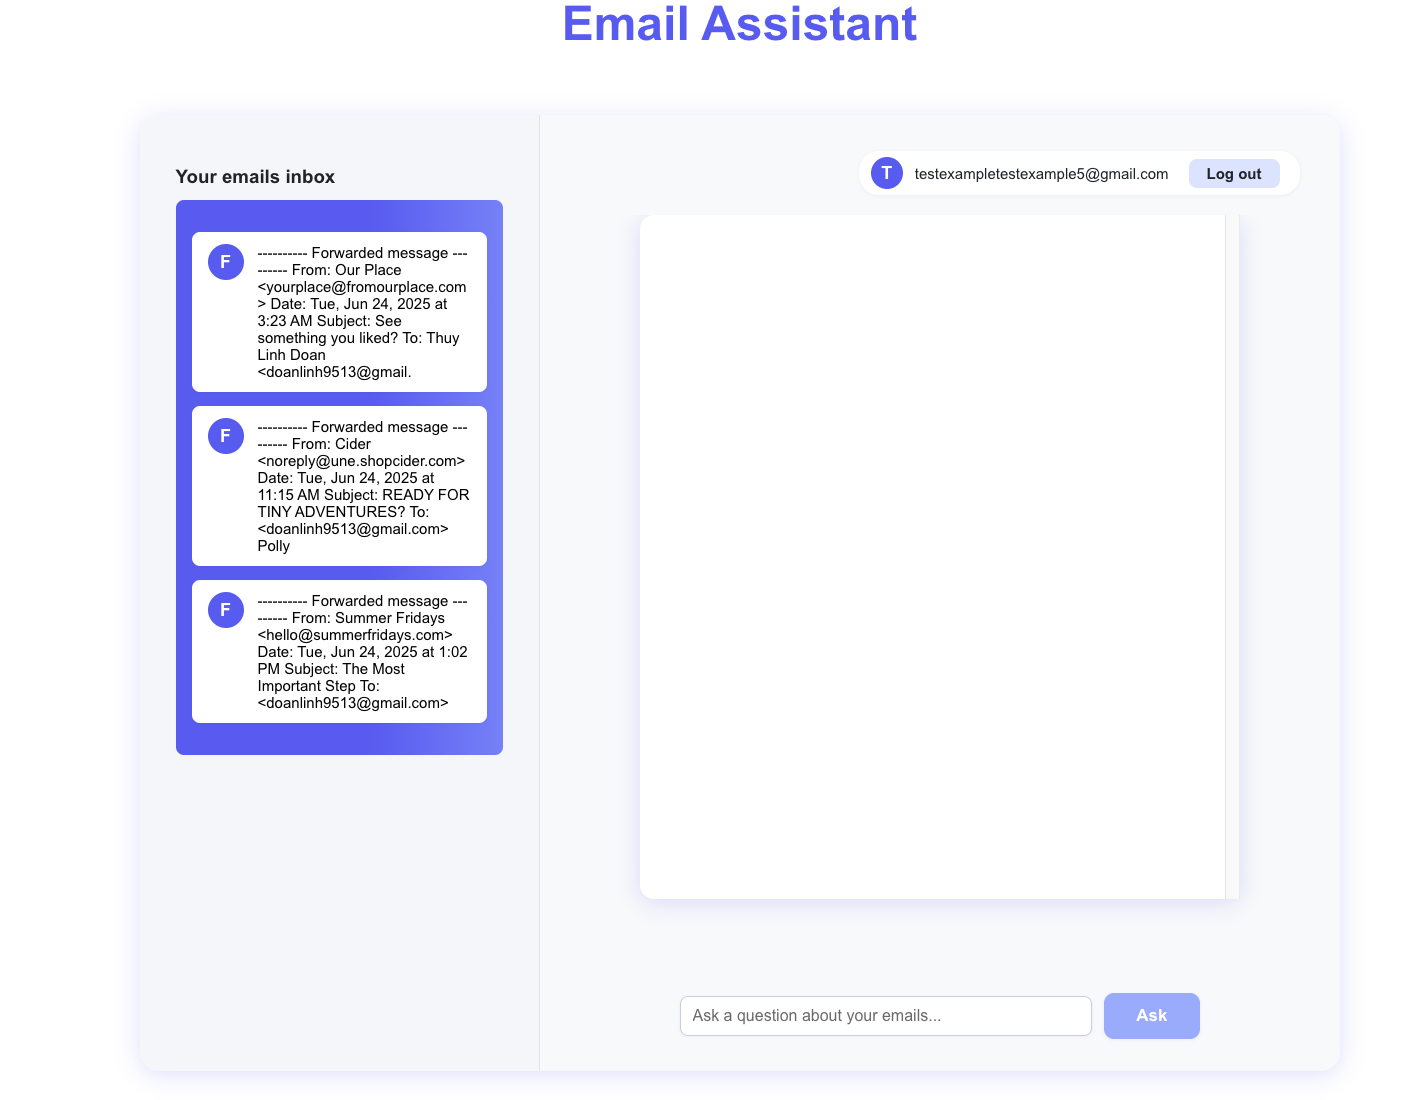 Email Assistant
Your emails inbox
T
testexampletestexample5@gmail.com
Log out
F
---------- Forwarded message ---
------ From: Our Place
<yourplace@fromourplace.com
> Date: Tue, Jun 24, 2025 at
3:23 AM Subject: See
something you liked? To: Thuy
Linh Doan
<doanlinh9513@gmail.
F
---------- Forwarded message ---
------ From: Cider
<noreply@une.shopcider.com>
Date: Tue, Jun 24, 2025 at
11:15 AM Subject: READY FOR
TINY ADVENTURES? To:
<doanlinh9513@gmail.com>
Polly
F
---------- Forwarded message ---
------ From: Summer Fridays
<hello@summerfridays.com>
Date: Tue, Jun 24, 2025 at 1:02
PM Subject: The Most
Important Step To:
<doanlinh9513@gmail.com>
Ask a question about your emails...
Ask